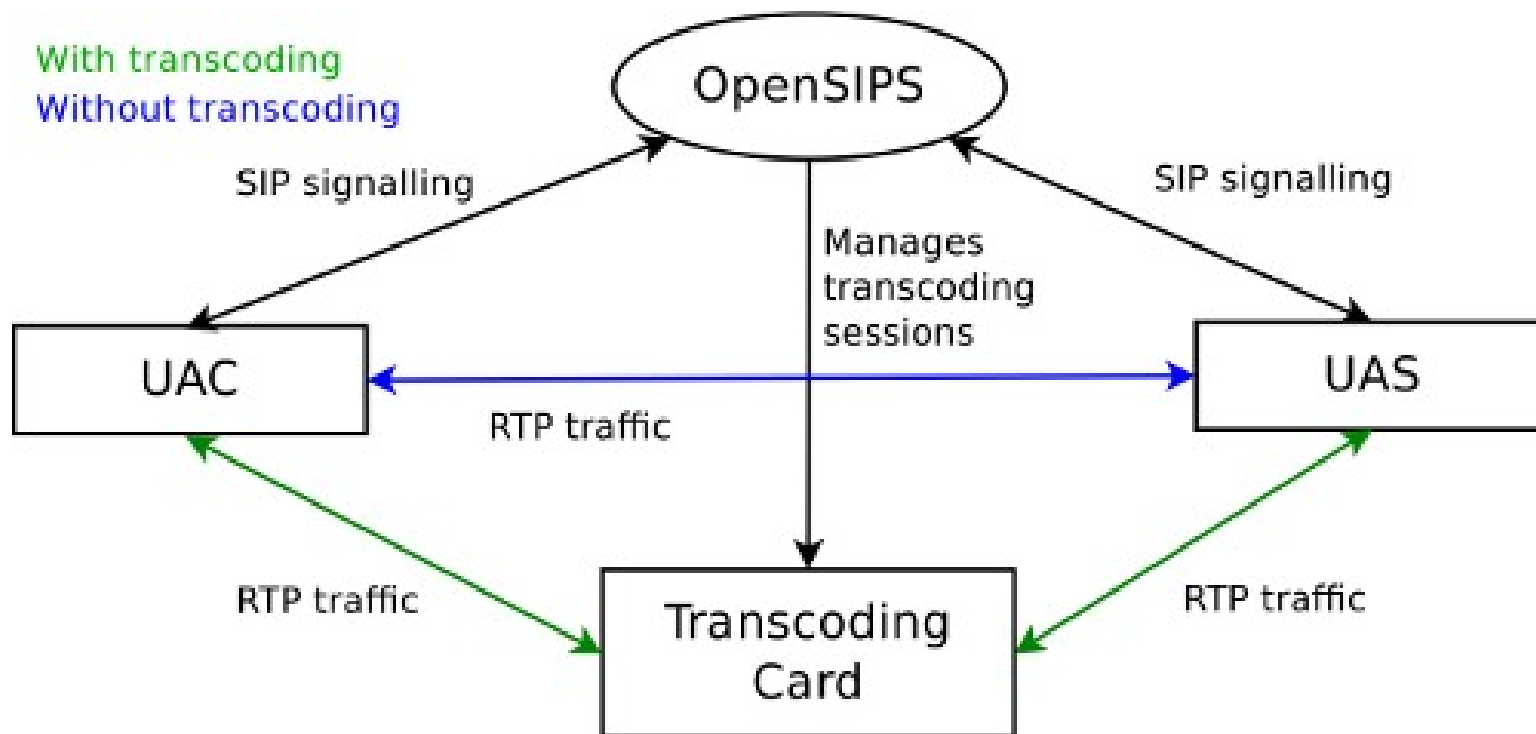 With transcoding
Without transcoding
OpenSIPS
SIP signalling
SIP signalling
Manages
transcoding
sessions
UAC
UAS
RTP traffic
RTP traffic
RTP traffic
Transcoding
Card